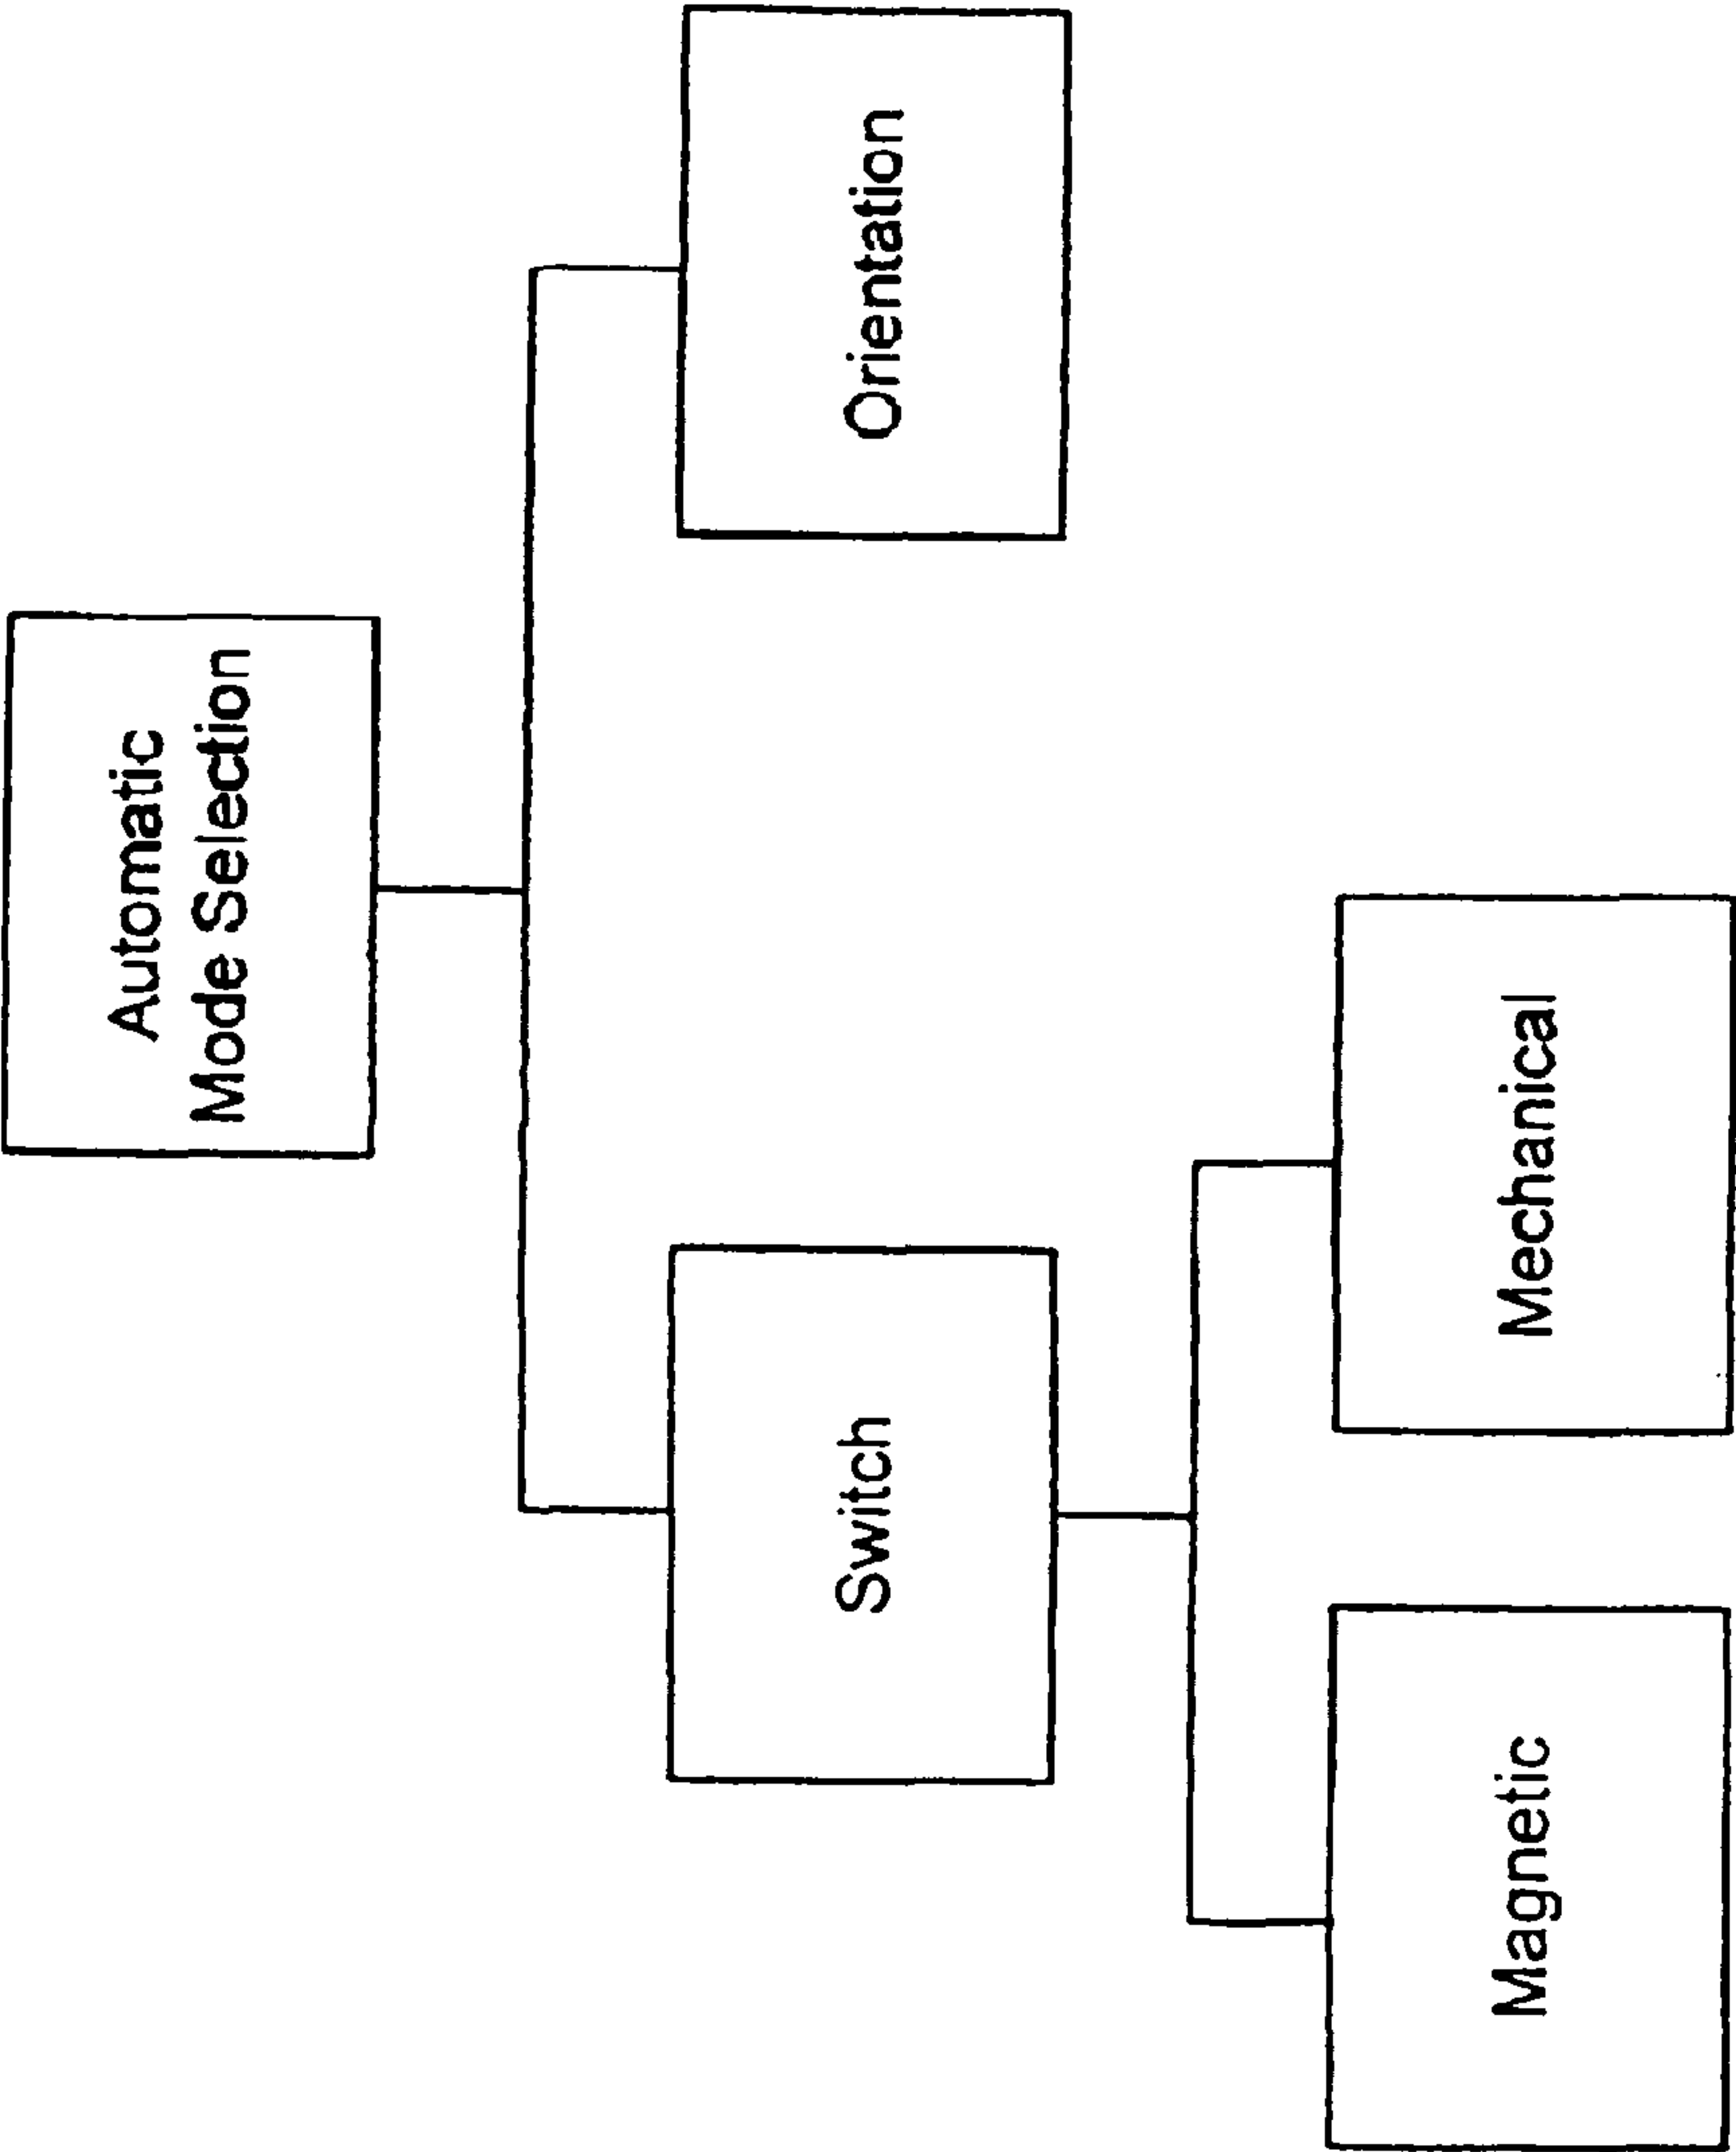 Automatic
Mode Selection
Switch
Orientation
Magnetic
Mechanical